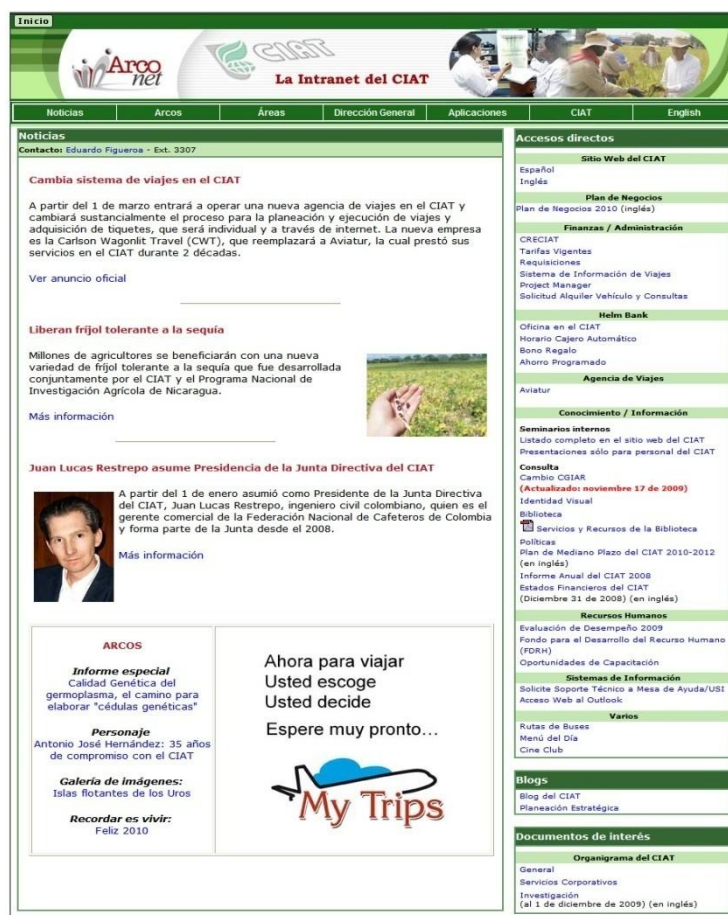 Inicio
Arco
net
CIAT
La Intranet del CIAT
Noticias Arcos Áreas Dirección General Aplicaciones CIAT English
Noticias
Contacto: Eduardo Figueroa - Ext. 3307
Cambia sistema de viajes en el CIAT
A partir del 1 de marzo entrará a operar una nueva agencia de viajes en el CIAT y
cambiará sustancialmente el proceso para la planeación y ejecución de viajes y
adquisición de tiquetes, que será individual y a través de internet. La nueva empresa
es la Carlson Wagonlit Travel (CWT), que reemplazará a Aviatur, la cual prestó sus
servicios en el CIAT durante 2 décadas.
Ver anuncio oficial
Liberan fríjol tolerante a la sequía
Millones de agricultores se beneficiarán con una nueva
variedad de fríjol tolerante a la sequía que fue desarrollada
conjuntamente por el CIAT y el Programa Nacional de
Investigación Agrícola de Nicaragua.
Más información
Juan Lucas Restrepo asume Presidencia de la Junta Directiva del CIAT
A partir del 1 de enero asumió como Presidente de la Junta Directiva
del CIAT, Juan Lucas Restrepo, ingeniero civil colombiano, quien es el
gerente comercial de la Federación Nacional de Cafeteros de Colombia
y forma parte de la Junta desde el 2008.
Más información
ARCOS
Informe especial
Calidad Genética del
germoplasma, el camino para
elaborar "cédulas genéticas"
Personaje
Antonio José Hernández: 35 años
de compromiso con el CIAT
Galería de imágenes:
Islas flotantes de los Uros
Recordar es vivir:
Feliz 2010
Ahora para viajar
Usted escoge
Usted decide
Espere muy pronto...
My Trips
Accesos directos
Sitio Web del CIAT
Español
Inglés
Plan de Negocios
Plan de Negocios 2010 (inglés)
Finanzas / Administración
CRECIAT
Tarifas Vigentes
Requisiciones
Sistema de Información de Viajes
Project Manager
Solicitud Alquiler Vehículo y Consultas
Helm Bank
Oficina en el CIAT
Horario Cajero Automático
Bono Regalo
Ahorro Programado
Agencia de Viajes
Aviatur
Conocimiento / Información
Seminarios internos
Listado completo en el sitio web del CIAT
Presentaciones sólo para personal del CIAT
Consulta
Cambio CGIAR
(Actualizado: noviembre 17 de 2009)
Identidad Visual
Biblioteca
Servicios y Recursos de la Biblioteca
Políticas
Plan de Mediano Plazo del CIAT 2010-2012
(en inglés)
Informe Anual del CIAT 2008
Estados Financieros del CIAT
(Diciembre 31 de 2008) (en inglés)
Recursos Humanos
Evaluación de Desempeño 2009
Fondo para el Desarrollo del Recurso Humano
(FDRH)
Oportunidades de Capacitación
Sistemas de Información
Solicite Soporte Técnico a Mesa de Ayuda/USI
Acceso Web al Outlook
Varios
Rutas de Buses
Menú del Día
Cine Club
Blogs
Blog del CIAT
Planeación Estratégica
Documentos de interés
Organigrama del CIAT
General
Servicios Corporativos
Investigación
(al 1 de diciembre de 2009) (en inglés)